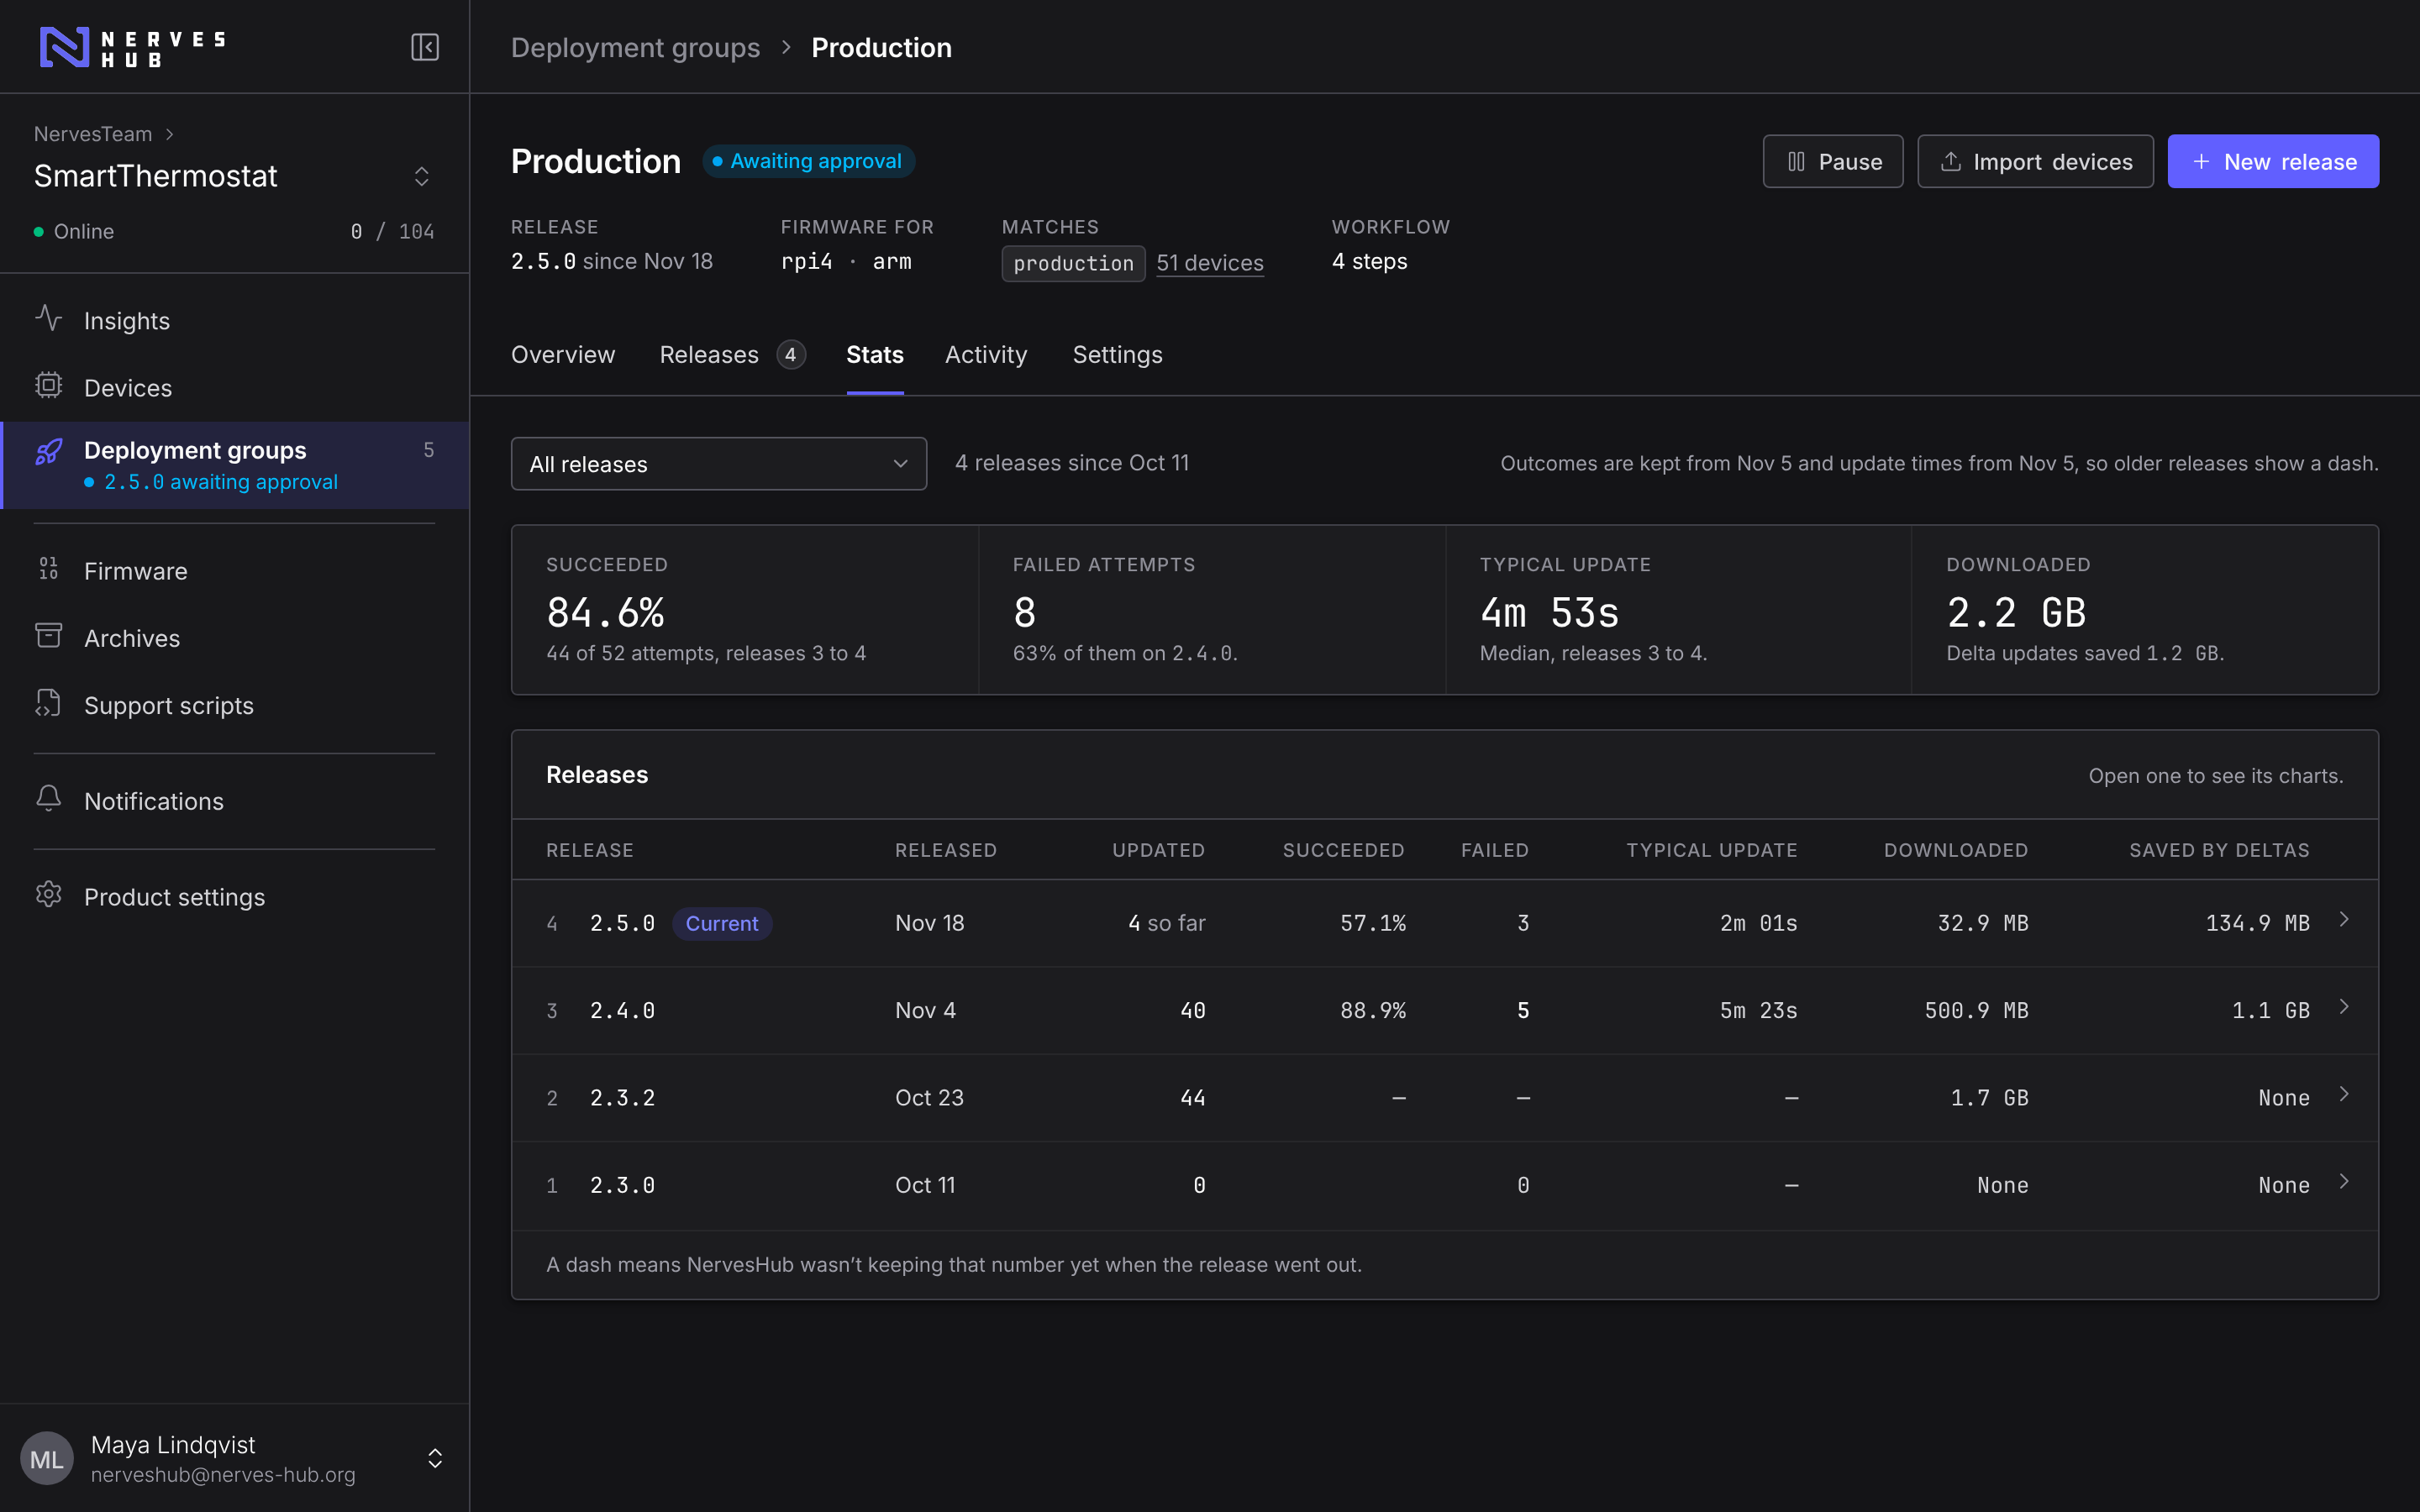 NERVES
HUB
NervesTeam
SmartThermostat
Online
0 / 104
Insights
Devices
Deployment groups
5
2.5.0 awaiting approval
Firmware
Archives
Support scripts
Notifications
Product settings
ML
Maya Lindqvist
nerveshub@nerves-hub.org
Deployment groups
Production
Production
Awaiting approval
Pause
Import devices
New release
RELEASE
2.5.0 since Nov 18
FIRMWARE FOR
rpi4 · arm
MATCHES
production 51 devices
WORKFLOW
4 steps
Overview
Releases 4
Stats
Activity
Settings
All releases
4 releases since Oct 11
Outcomes are kept from Nov 5 and update times from Nov 5, so older releases show a dash.
SUCCEEDED
84.6%
44 of 52 attempts, releases 3 to 4
FAILED ATTEMPTS
8
63% of them on 2.4.0.
TYPICAL UPDATE
4m 53s
Median, releases 3 to 4.
DOWNLOADED
2.2 GB
Delta updates saved 1.2 GB.
Releases
Open one to see its charts.
RELEASE RELEASED UPDATED SUCCEEDED FAILED TYPICAL UPDATE DOWNLOADED SAVED BY DELTAS
4 2.5.0 Current Nov 18 4 so far 57.1% 3 2m 01s 32.9 MB 134.9 MB
3 2.4.0 Nov 4 40 88.9% 5 5m 23s 500.9 MB 1.1 GB
2 2.3.2 Oct 23 44 — — — 1.7 GB None
1 2.3.0 Oct 11 0 0 — None None
A dash means NervesHub wasn’t keeping that number yet when the release went out.